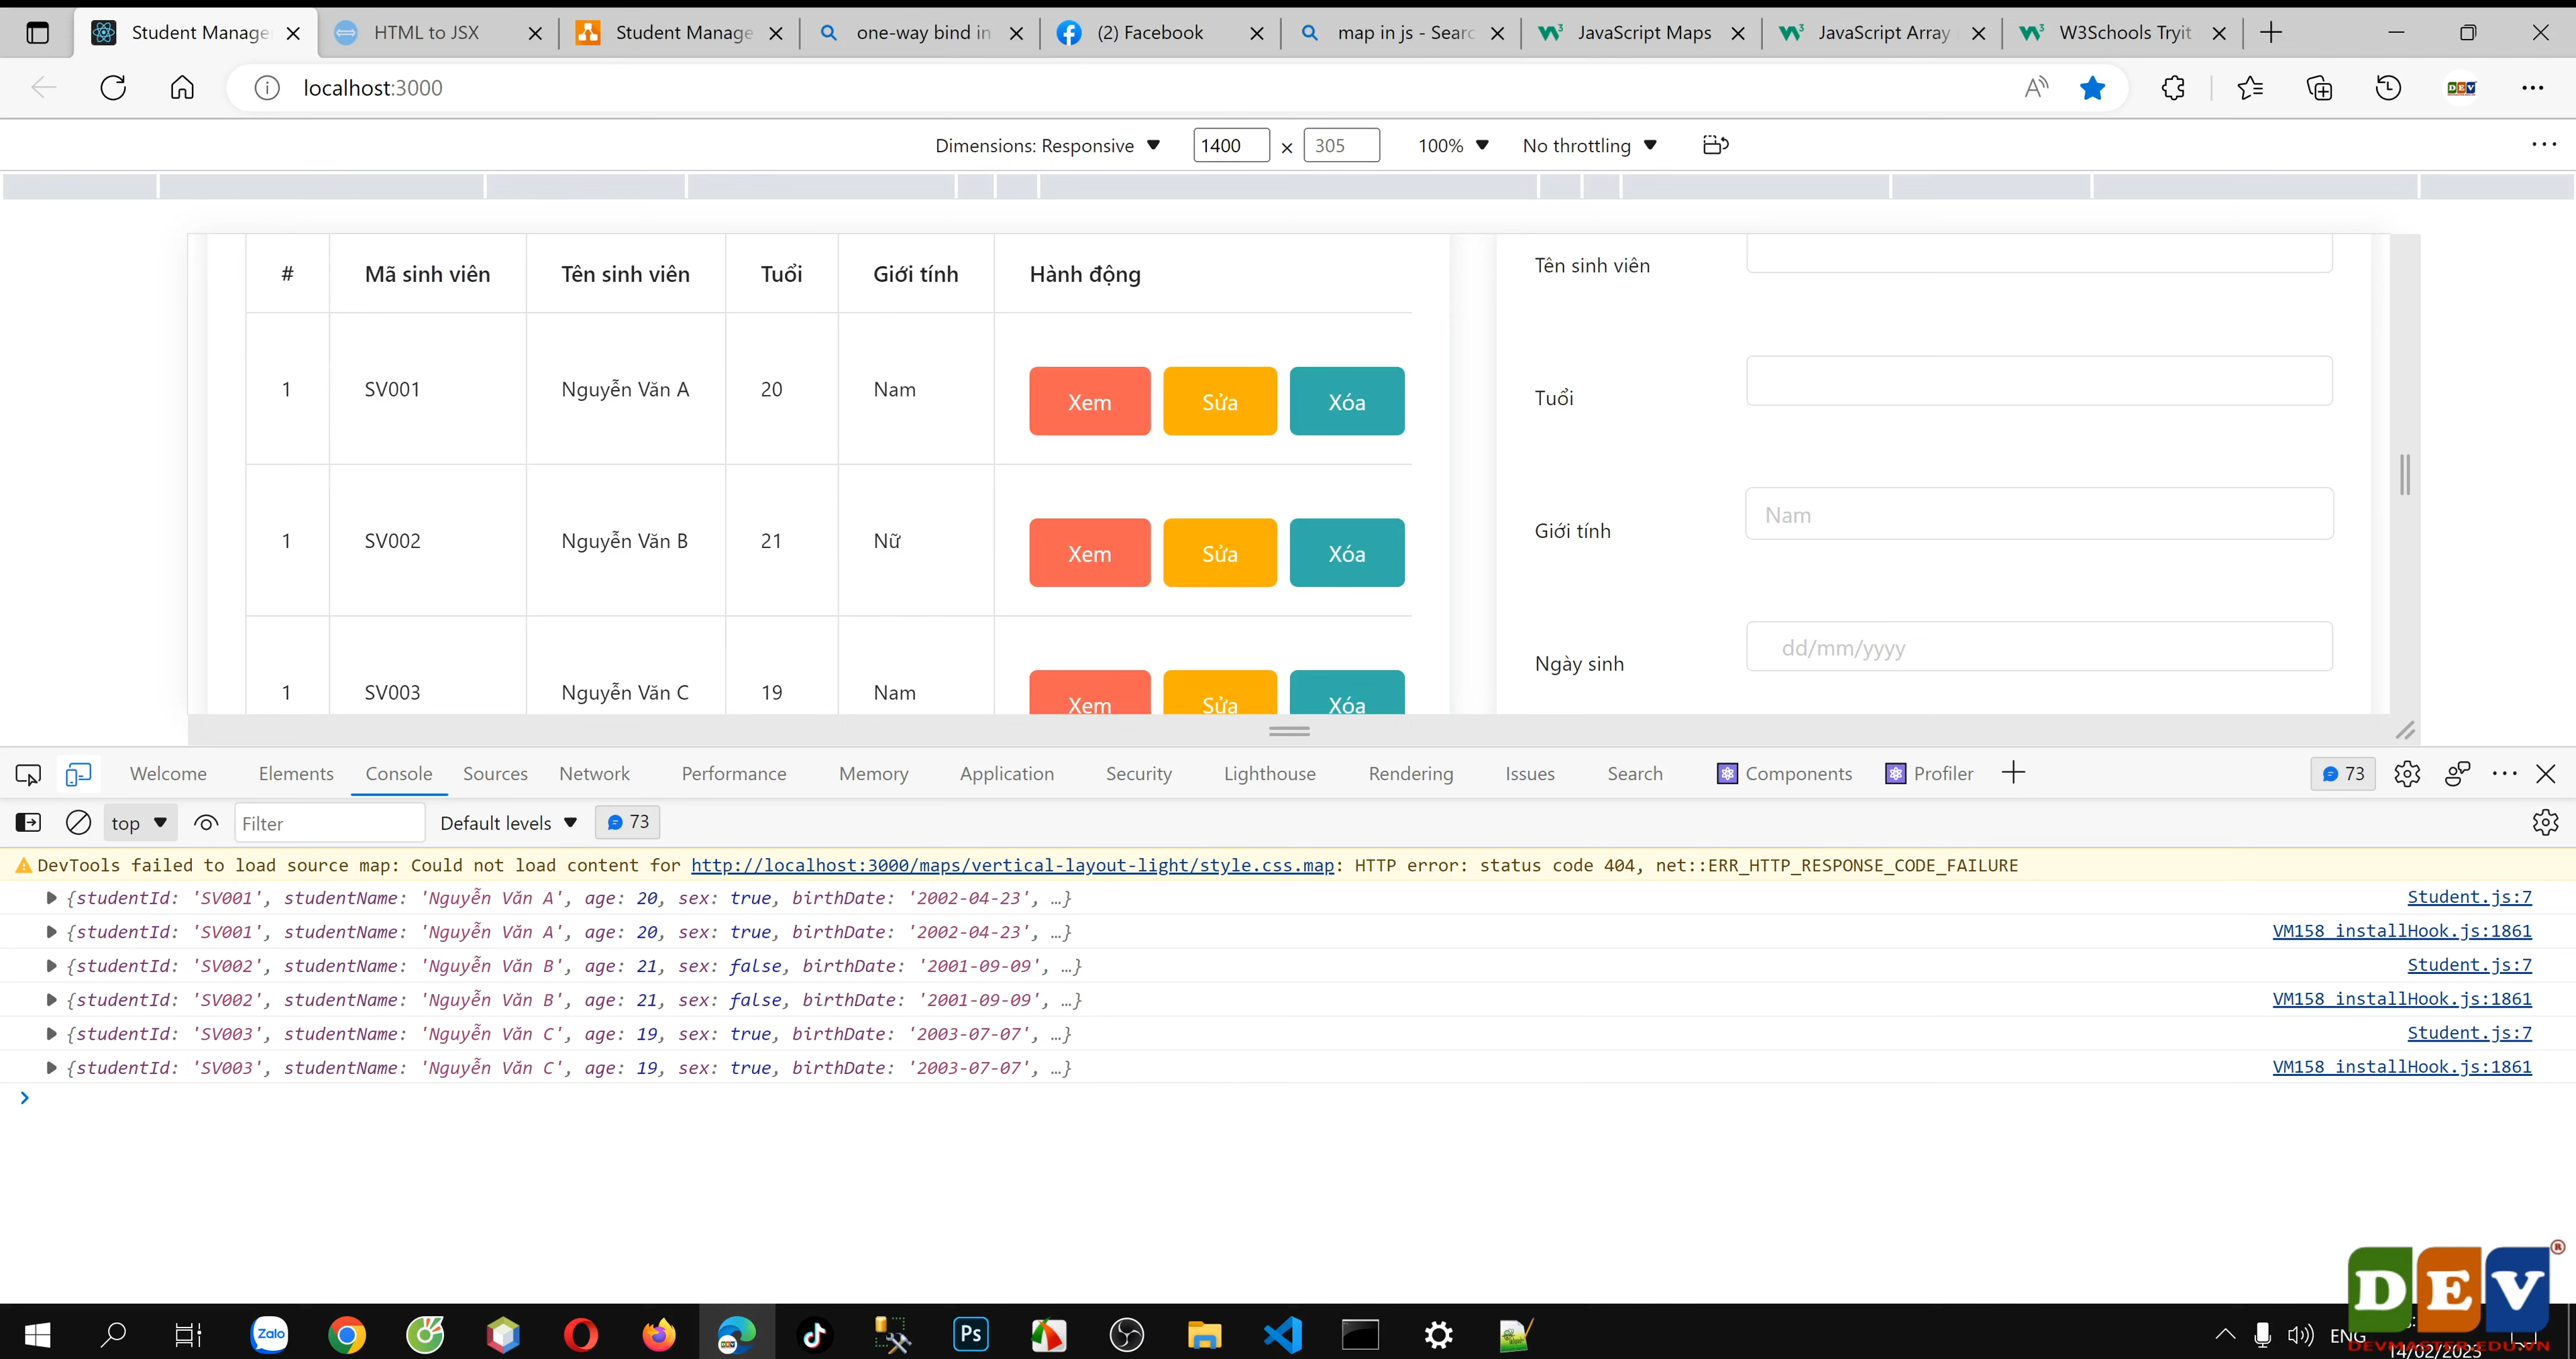 Student Manage
HTML to JSX
Student Manage
one-way bind in
(2) Facebook
map in js - Searc
JavaScript Maps
JavaScript Array
W3Schools Tryit
localhost:3000
Dimensions: Responsive 1400 × 305 100% No throttling
# Mã sinh viên Tên sinh viên Tuổi Giới tính Hành động
1 SV001 Nguyễn Văn A 20 Nam Xem Sửa Xóa
1 SV002 Nguyễn Văn B 21 Nữ Xem Sửa Xóa
1 SV003 Nguyễn Văn C 19 Nam Xem Sửa Xóa
Tên sinh viên
Tuổi
Giới tính Nam
Ngày sinh dd/mm/yyyy
Welcome Elements Console Sources Network Performance Memory Application Security Lighthouse Rendering Issues Search Components Profiler 73
top Filter Default levels 73
DevTools failed to load source map: Could not load content for http://localhost:3000/maps/vertical-layout-light/style.css.map: HTTP error: status code 404, net::ERR_HTTP_RESPONSE_CODE_FAILURE
{studentId: 'SV001', studentName: 'Nguyễn Văn A', age: 20, sex: true, birthDate: '2002-04-23', …} Student.js:7
{studentId: 'SV001', studentName: 'Nguyễn Văn A', age: 20, sex: true, birthDate: '2002-04-23', …} VM158 installHook.js:1861
{studentId: 'SV002', studentName: 'Nguyễn Văn B', age: 21, sex: false, birthDate: '2001-09-09', …} Student.js:7
{studentId: 'SV002', studentName: 'Nguyễn Văn B', age: 21, sex: false, birthDate: '2001-09-09', …} VM158 installHook.js:1861
{studentId: 'SV003', studentName: 'Nguyễn Văn C', age: 19, sex: true, birthDate: '2003-07-07', …} Student.js:7
{studentId: 'SV003', studentName: 'Nguyễn Văn C', age: 19, sex: true, birthDate: '2003-07-07', …} VM158 installHook.js:1861
DEV ®
DEVMASTER.EDU.VN
Zalo
Ps
ENG
14/02/2023